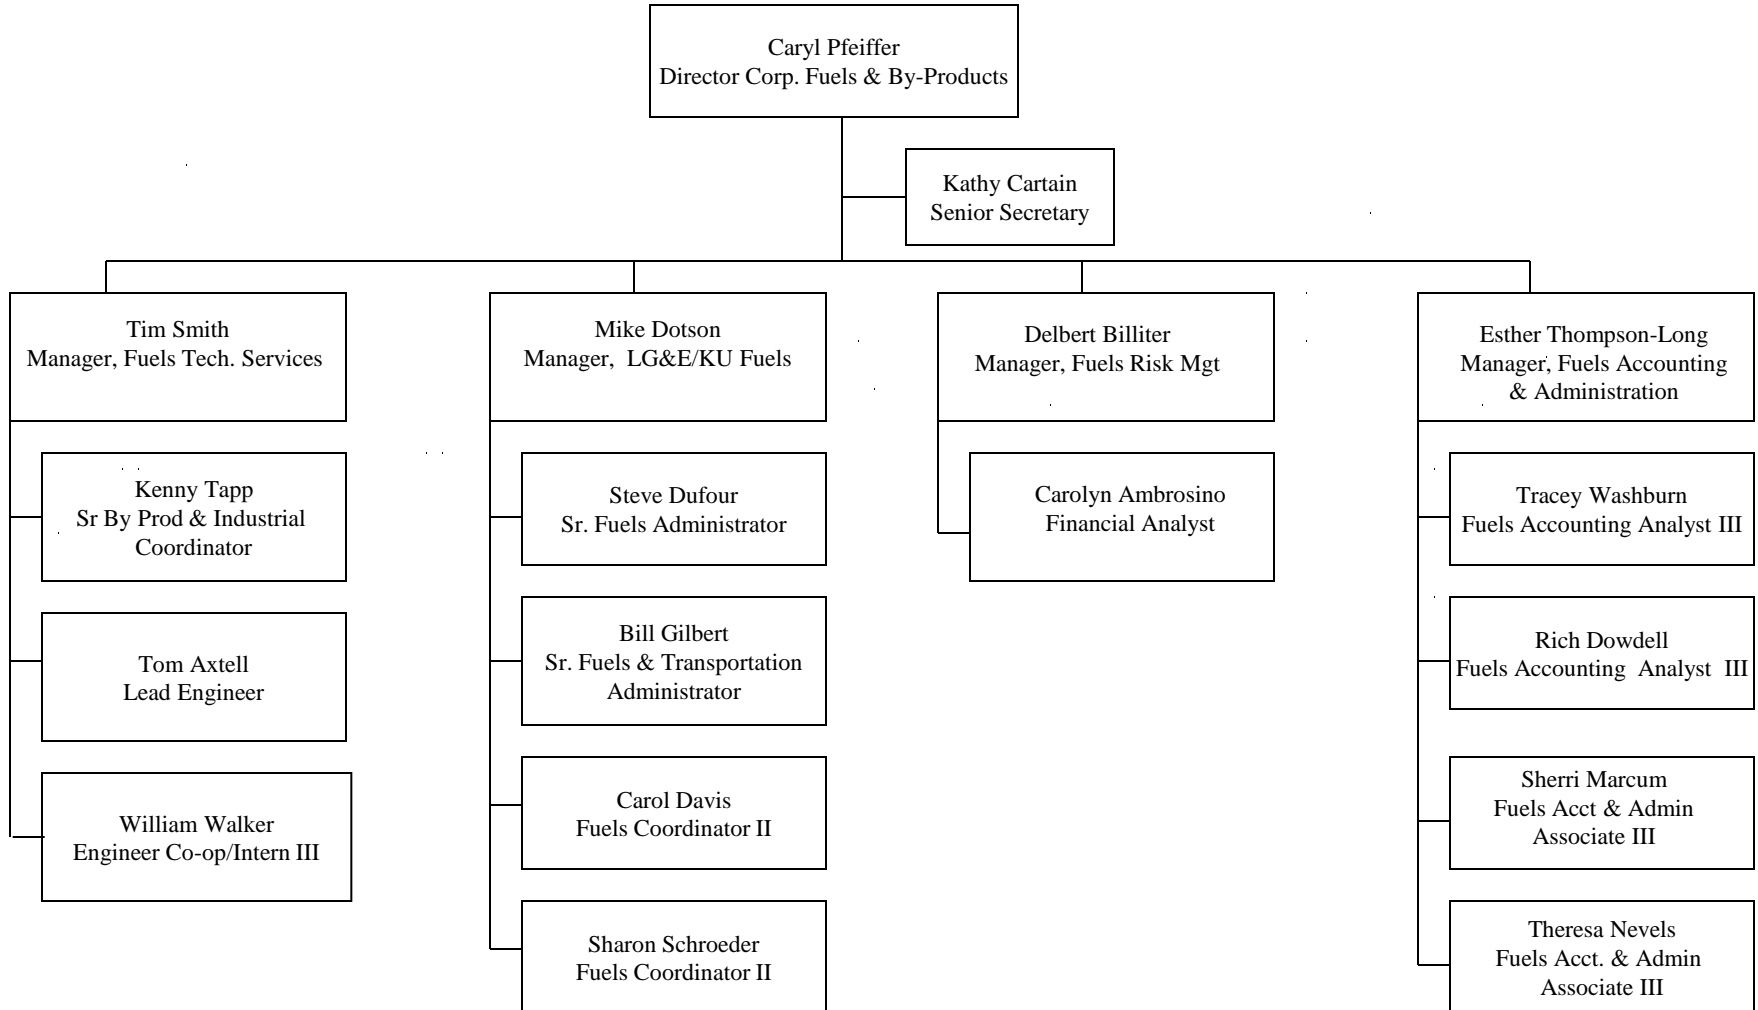 Caryl Pfeiffer
Director Corp. Fuels & By-Products
Kathy Cartain
Senior Secretary
Tim Smith
Manager, Fuels Tech. Services
Kenny Tapp
Sr By Prod & Industrial
Coordinator
Tom Axtell
Lead Engineer
William Walker
Engineer Co-op/Intern III
Mike Dotson
Manager, LG&E/KU Fuels
Steve Dufour
Sr. Fuels Administrator
Bill Gilbert
Sr. Fuels & Transportation
Administrator
Carol Davis
Fuels Coordinator II
Sharon Schroeder
Fuels Coordinator II
Delbert Billiter
Manager, Fuels Risk Mgt
Carolyn Ambrosino
Financial Analyst
Esther Thompson-Long
Manager, Fuels Accounting
& Administration
Tracey Washburn
Fuels Accounting Analyst III
Rich Dowdell
Fuels Accounting Analyst III
Sherri Marcum
Fuels Acct & Admin
Associate III
Theresa Nevels
Fuels Acct. & Admin
Associate III